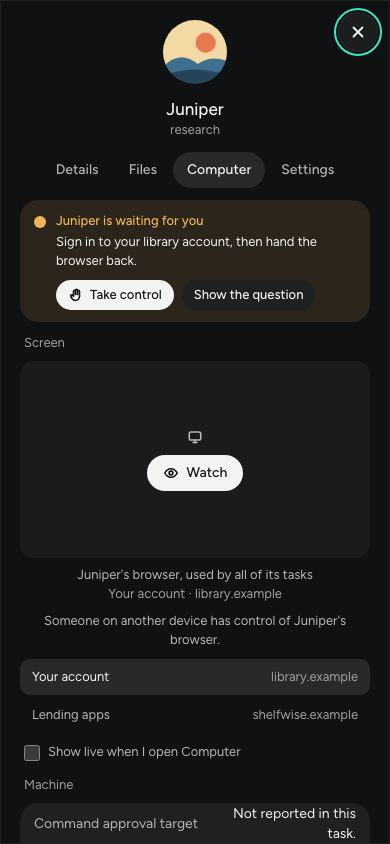 Juniper
research
Details Files Computer Settings
Juniper is waiting for you
Sign in to your library account, then hand the
browser back.
Take control Show the question
Screen
Watch
Juniper's browser, used by all of its tasks
Your account · library.example
Someone on another device has control of Juniper's
browser.
Your account library.example
Lending apps shelfwise.example
Show live when I open Computer
Machine
Command approval target Not reported in this
task.